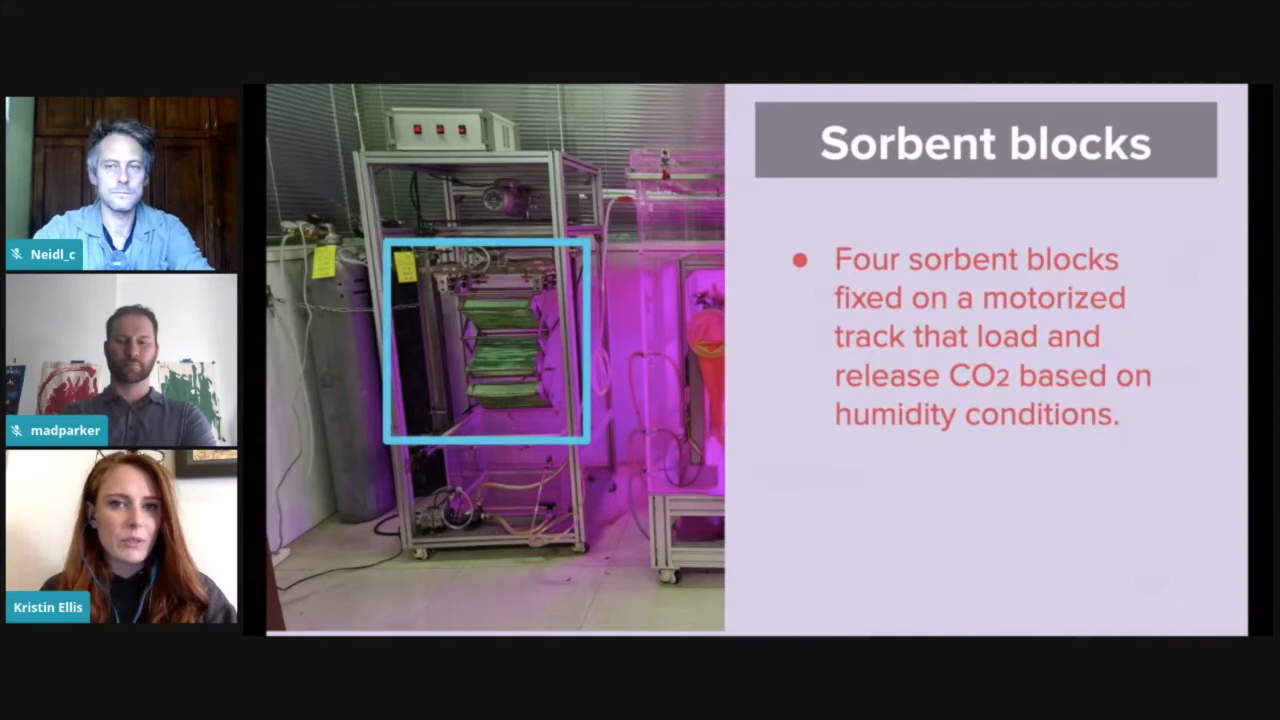 Neidl_c
madparker
Kristin Ellis
Sorbent blocks
• Four sorbent blocks
fixed on a motorized
track that load and
release CO2 based on
humidity conditions.